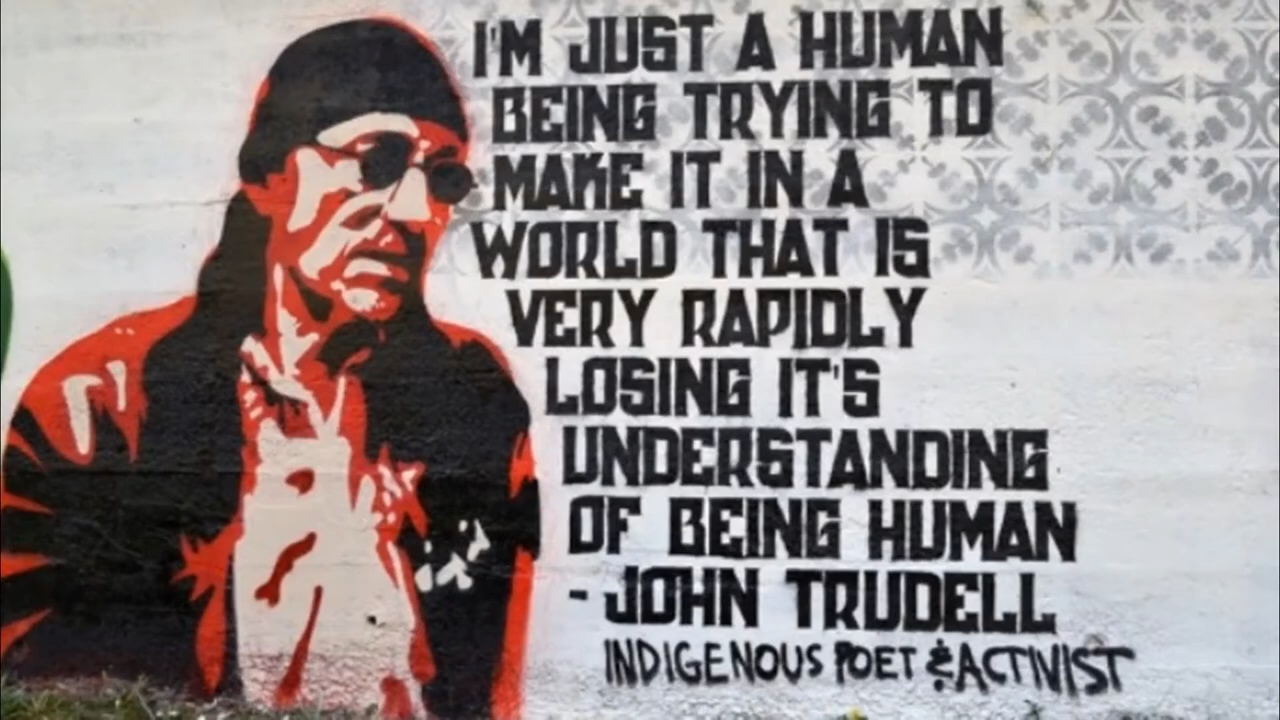 I'M JUST A HUMAN
BEING TRYING TO
MAKE IT IN A
WORLD THAT IS
VERY RAPIDLY
LOSING IT'S
UNDERSTANDING
OF BEING HUMAN
- JOHN TRUDELL
INDIGENOUS POET & ACTIVIST